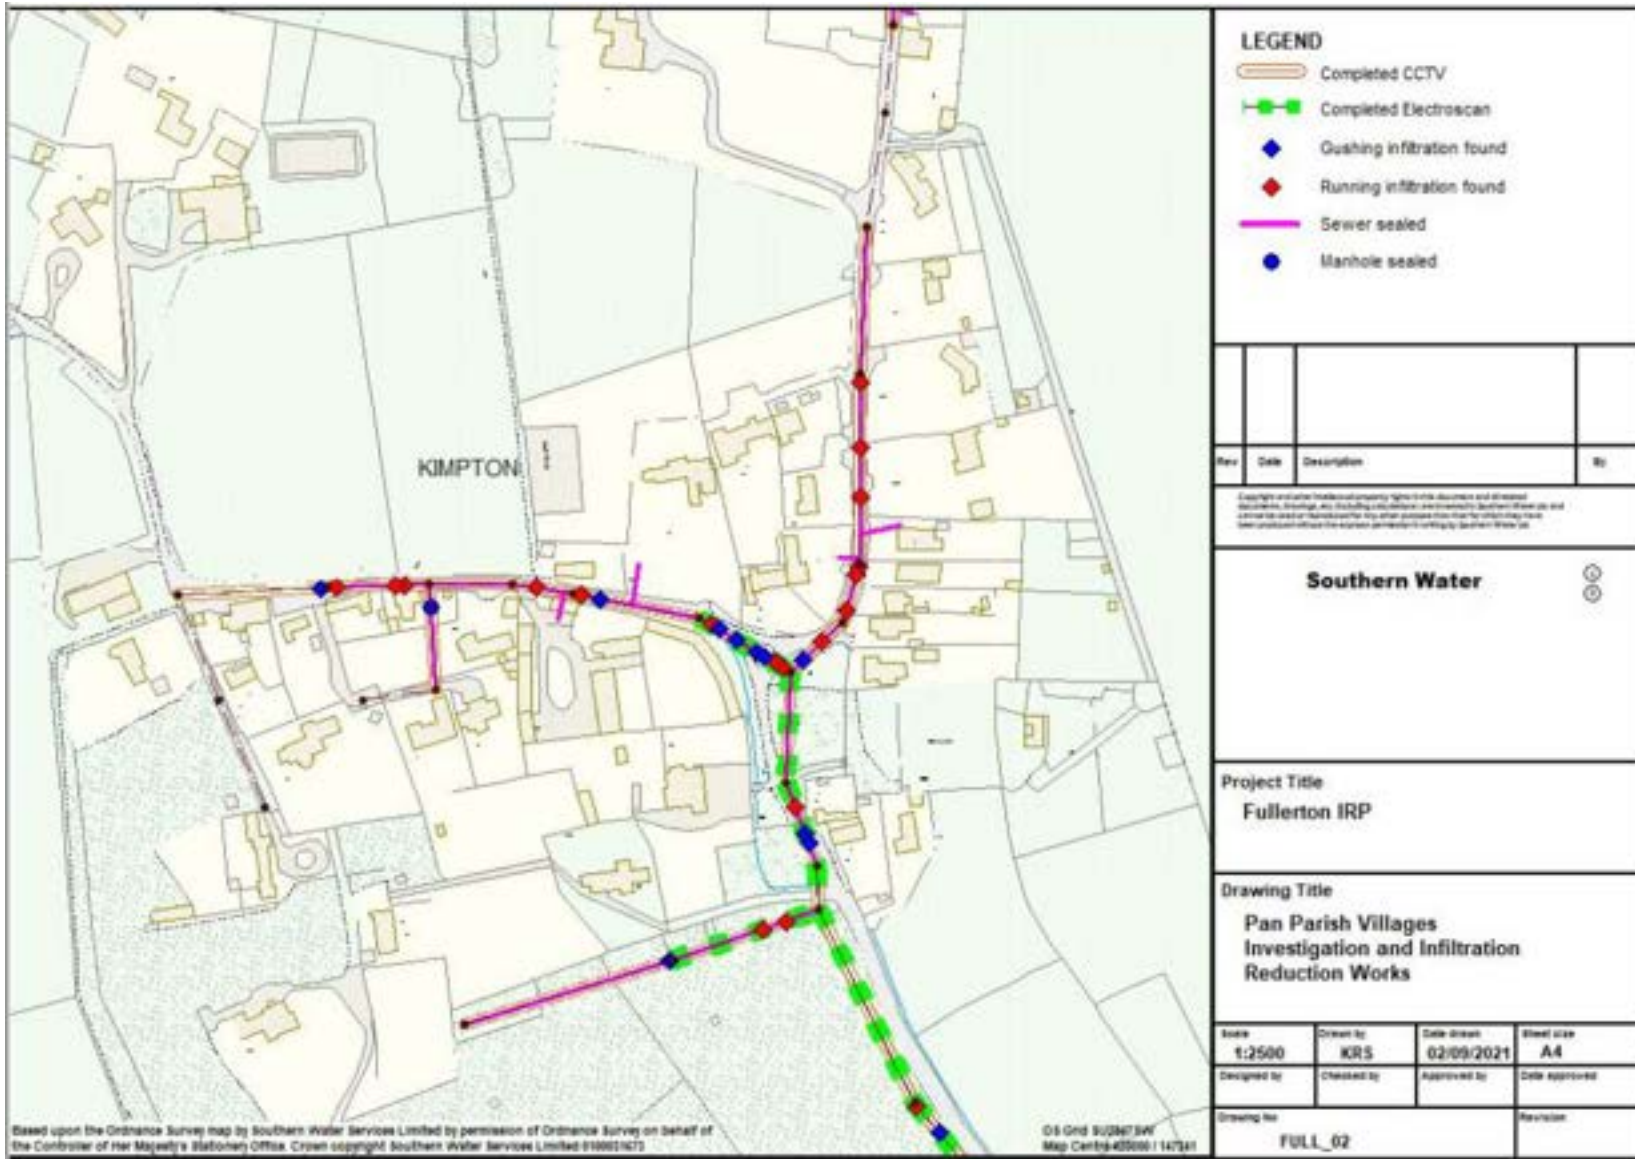 KIMPTON
Based upon the Ordnance Survey map by Southern Water Services Limited by permission of Ordnance Survey on behalf of
the Controller of Her Majesty's Stationery Office. Crown copyright Southern Water Services Limited
OS Grid
Map Centre
LEGEND
Completed CCTV
Completed Electroscan
Gushing infiltration found
Running infiltration found
Sewer sealed
Manhole sealed
Rev Date Description By
Southern Water
Project Title
Fullerton IRP
Drawing Title
Pan Parish Villages
Investigation and Infiltration
Reduction Works
Scale Drawn by Date drawn Sheet size
1:2500 KRS 02/09/2021 A4
Designed by Checked by Approved by Date approved
Drawing No Revision
FULL_02